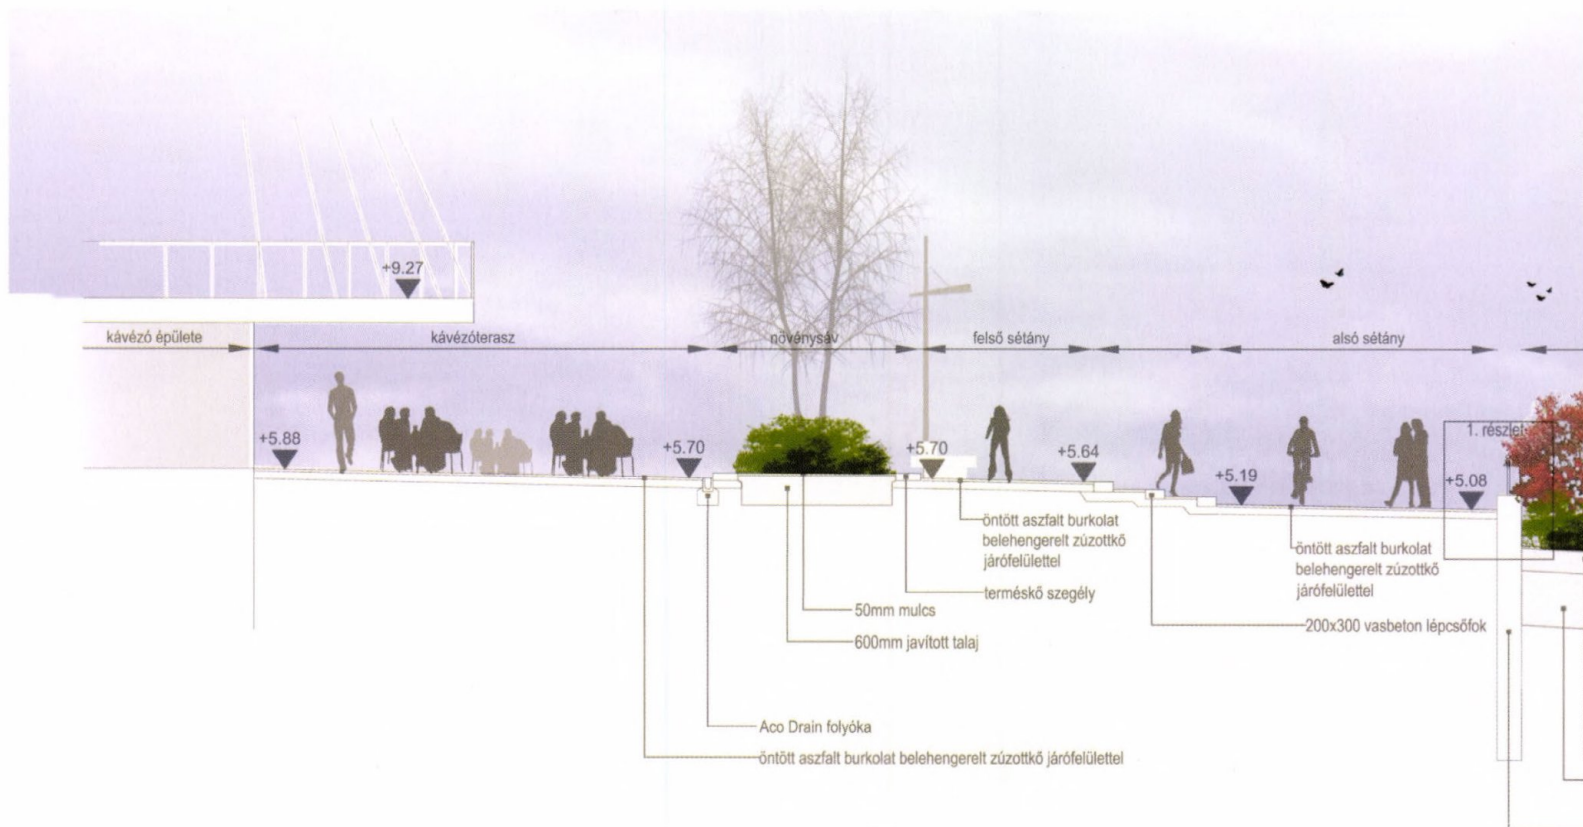 +9.27
kávézó épülete
kávézóterasz
növénysáv
felső sétány
alsó sétány
+5.88
+5.70
+5.70
+5.64
+5.19
+5.08
1. részlet
öntött aszfalt burkolat
belehengerelt zúzottkő
járófelülettel
öntött aszfalt burkolat
belehengerelt zúzottkő
járófelülettel
terméskő szegély
50mm mulcs
200x300 vasbeton lépcsőfok
600mm javított talaj
Aco Drain folyóka
öntött aszfalt burkolat belehengerelt zúzottkő járófelülettel